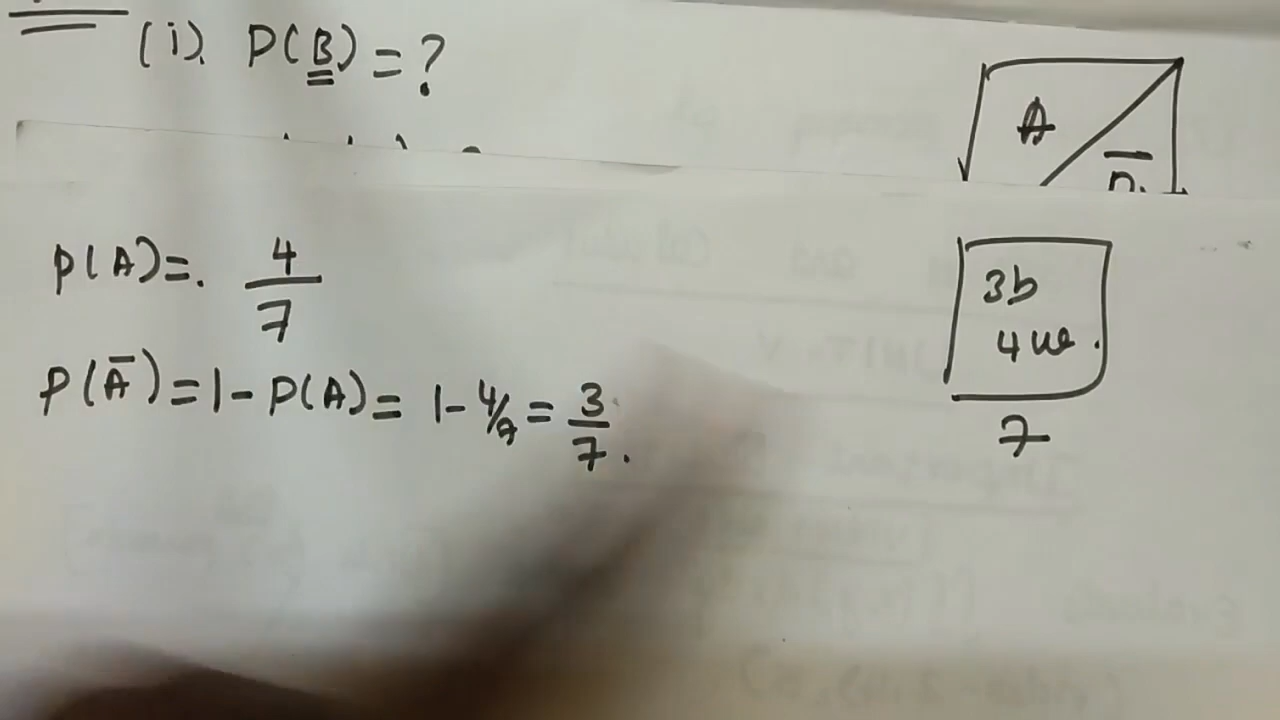 (i). P(B) = ?
A
P(A) = . 4/7
3b
4w.
7
P(Ā) = 1 - P(A) = 1 - 4/7 = 3/7.